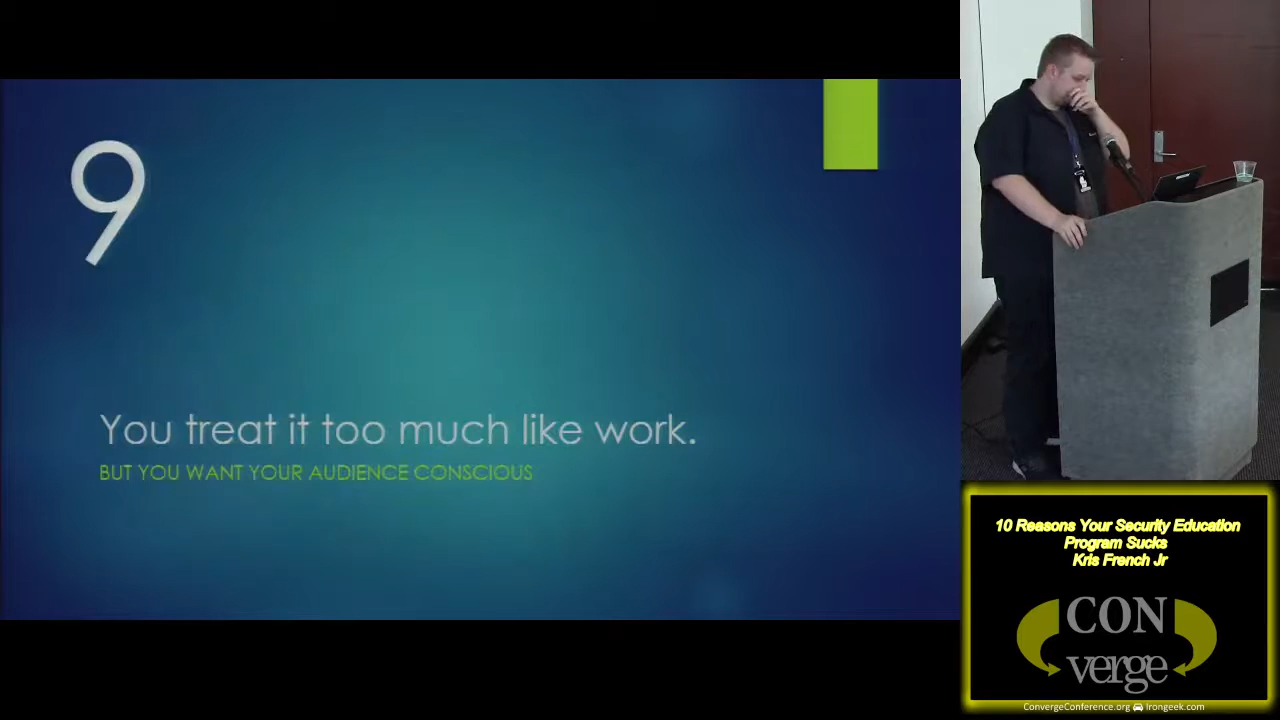 9
You treat it too much like work.
BUT YOU WANT YOUR AUDIENCE CONSCIOUS
10 Reasons Your Security Education
Program Sucks
Kris French Jr
CON
verge
ConvergeConference.org Irongeek.com